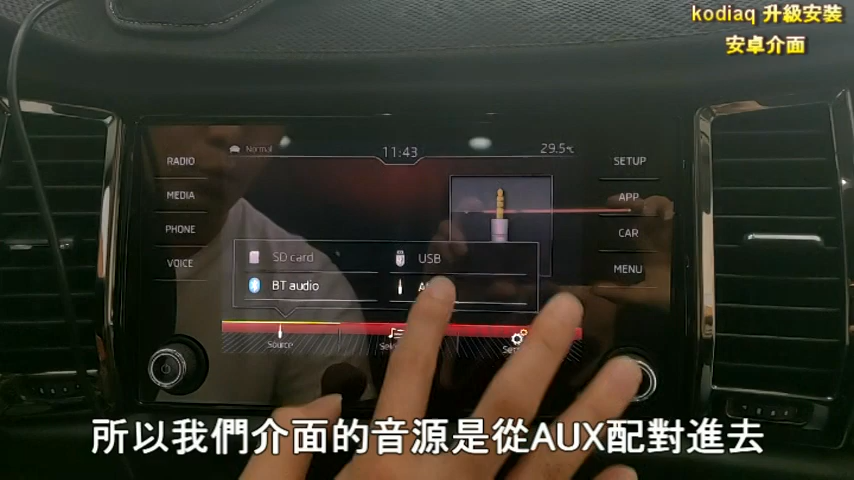 kodiaq 升級安裝
安卓介面
Normal
11:43
29.5°C
RADIO
MEDIA
PHONE
VOICE
SETUP
APP
CAR
MENU
SD card
USB
BT audio
Source
所以我們介面的音源是從AUX配對進去